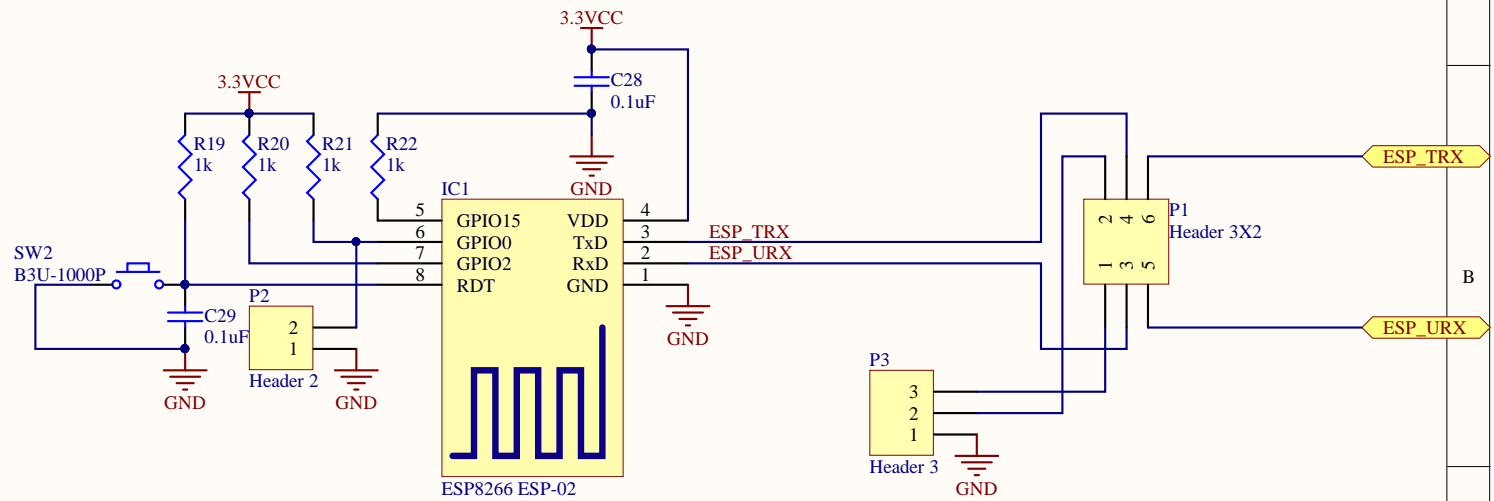 3.3VCC
C28
0.1uF
GND
3.3VCC
R19
1k
R20
1k
R21
1k
R22
1k
IC1
5 GPIO15 VDD 4
6 GPIO0 TxD 3
7 GPIO2 RxD 2
8 RDT GND 1
ESP8266 ESP-02
ESP_TRX
ESP_URX
GND
SW2
B3U-1000P
C29
0.1uF
GND
P2
2
1
Header 2
GND
P1
Header 3X2
2 4 6
1 3 5
ESP_TRX
ESP_URX
P3
3
2
1
Header 3
GND
B